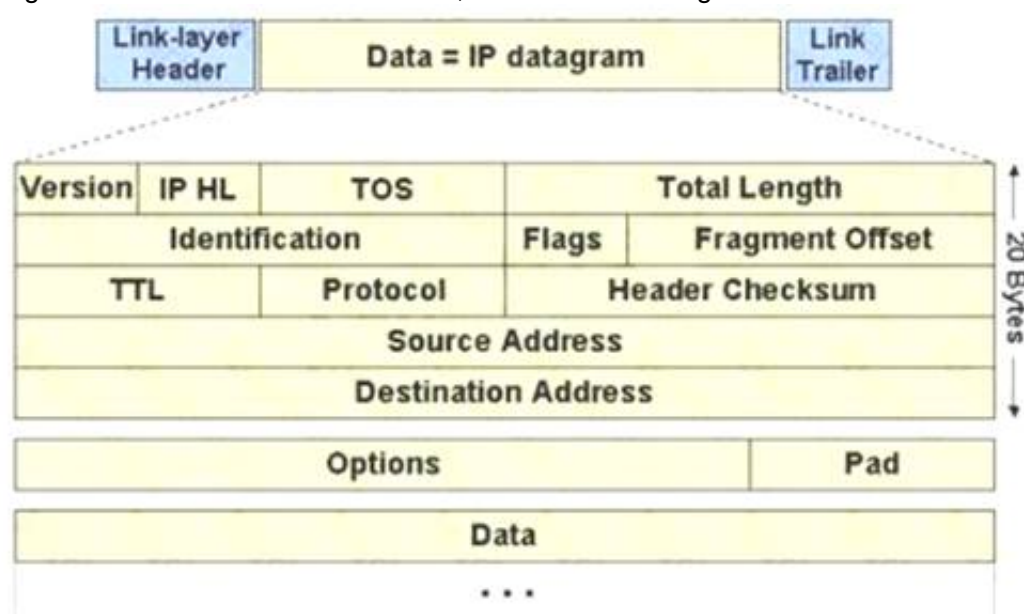 Link-layer Header
Data = IP datagram
Link Trailer
Version IP HL TOS Total Length
Identification Flags Fragment Offset
TTL Protocol Header Checksum
Source Address
Destination Address
20 Bytes
Options Pad
Data
...